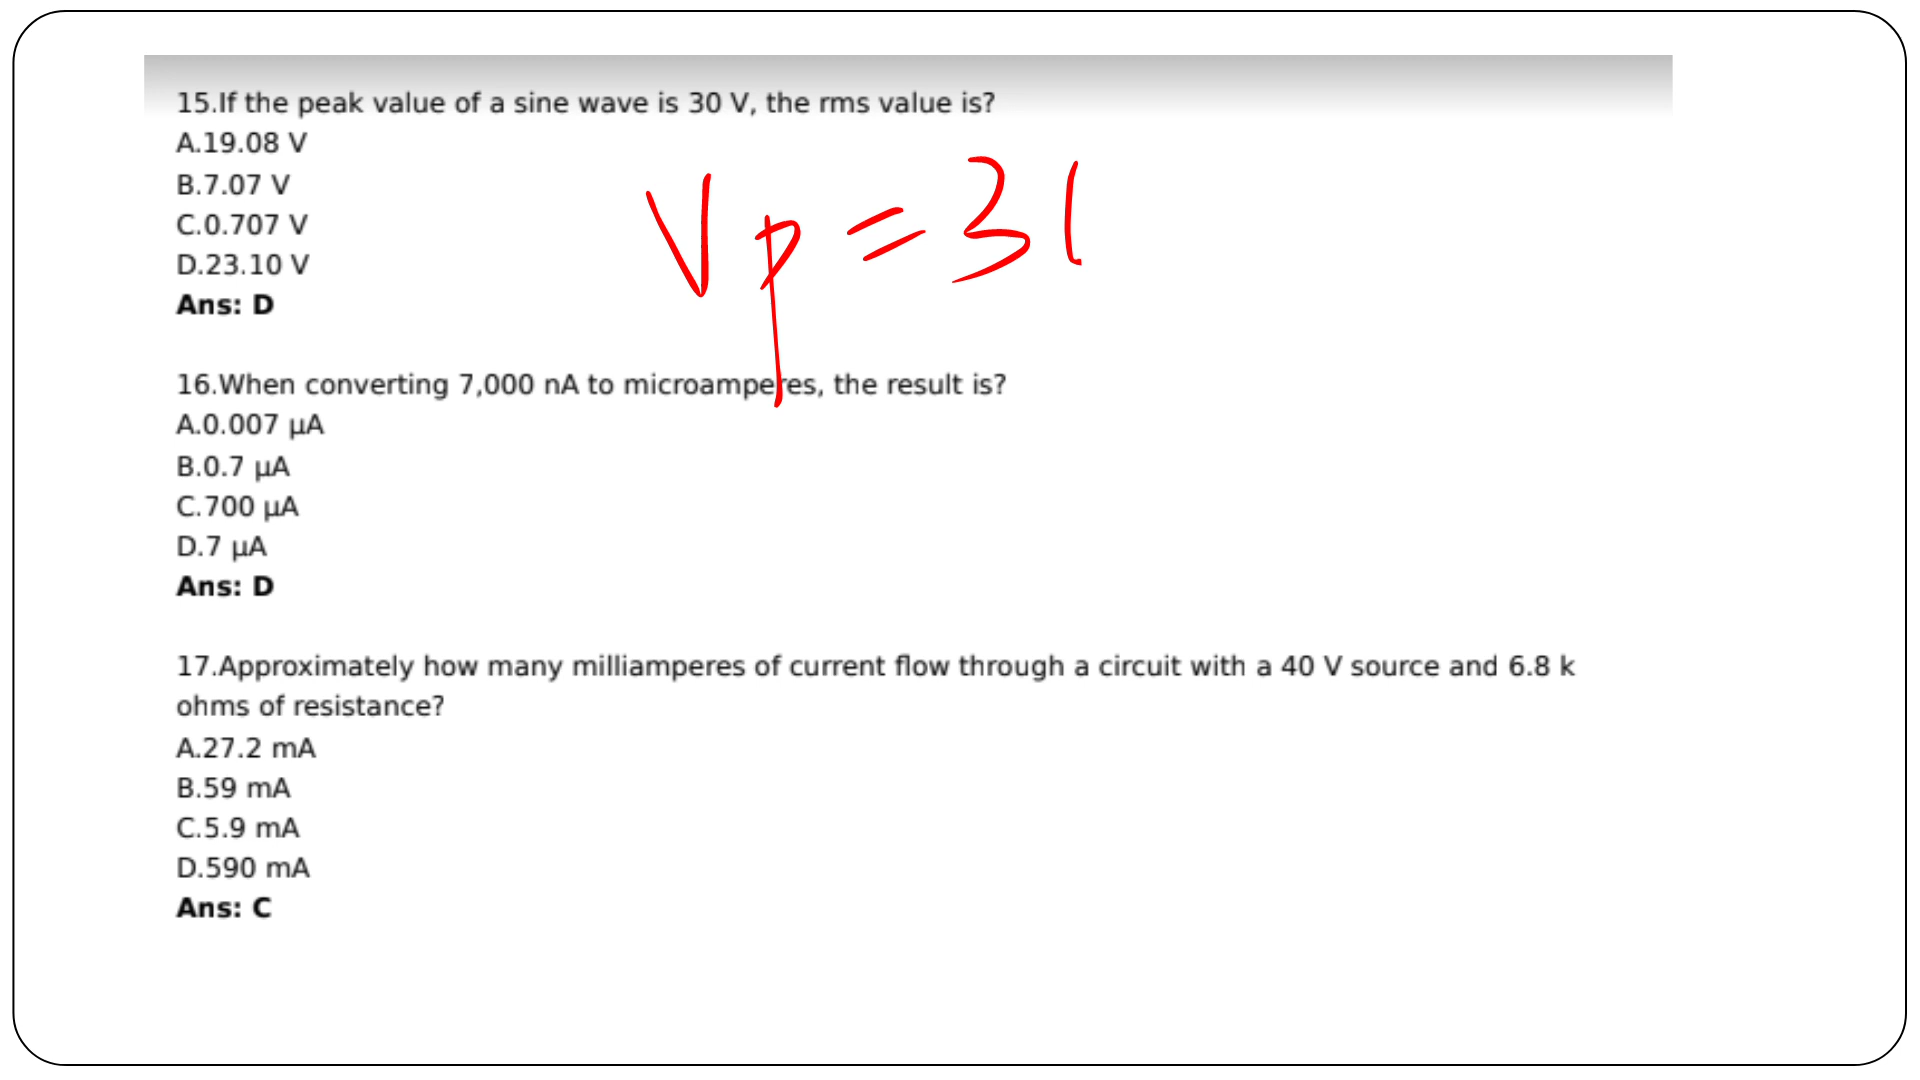 15.If the peak value of a sine wave is 30 V, the rms value is?
A.19.08 V
B.7.07 V
C.0.707 V
D.23.10 V
Ans: D
Vp = 3
16.When converting 7,000 nA to microamperes, the result is?
A.0.007 µA
B.0.7 µA
C.700 µA
D.7 µA
Ans: D
17.Approximately how many milliamperes of current flow through a circuit with a 40 V source and 6.8 k
ohms of resistance?
A.27.2 mA
B.59 mA
C.5.9 mA
D.590 mA
Ans: C